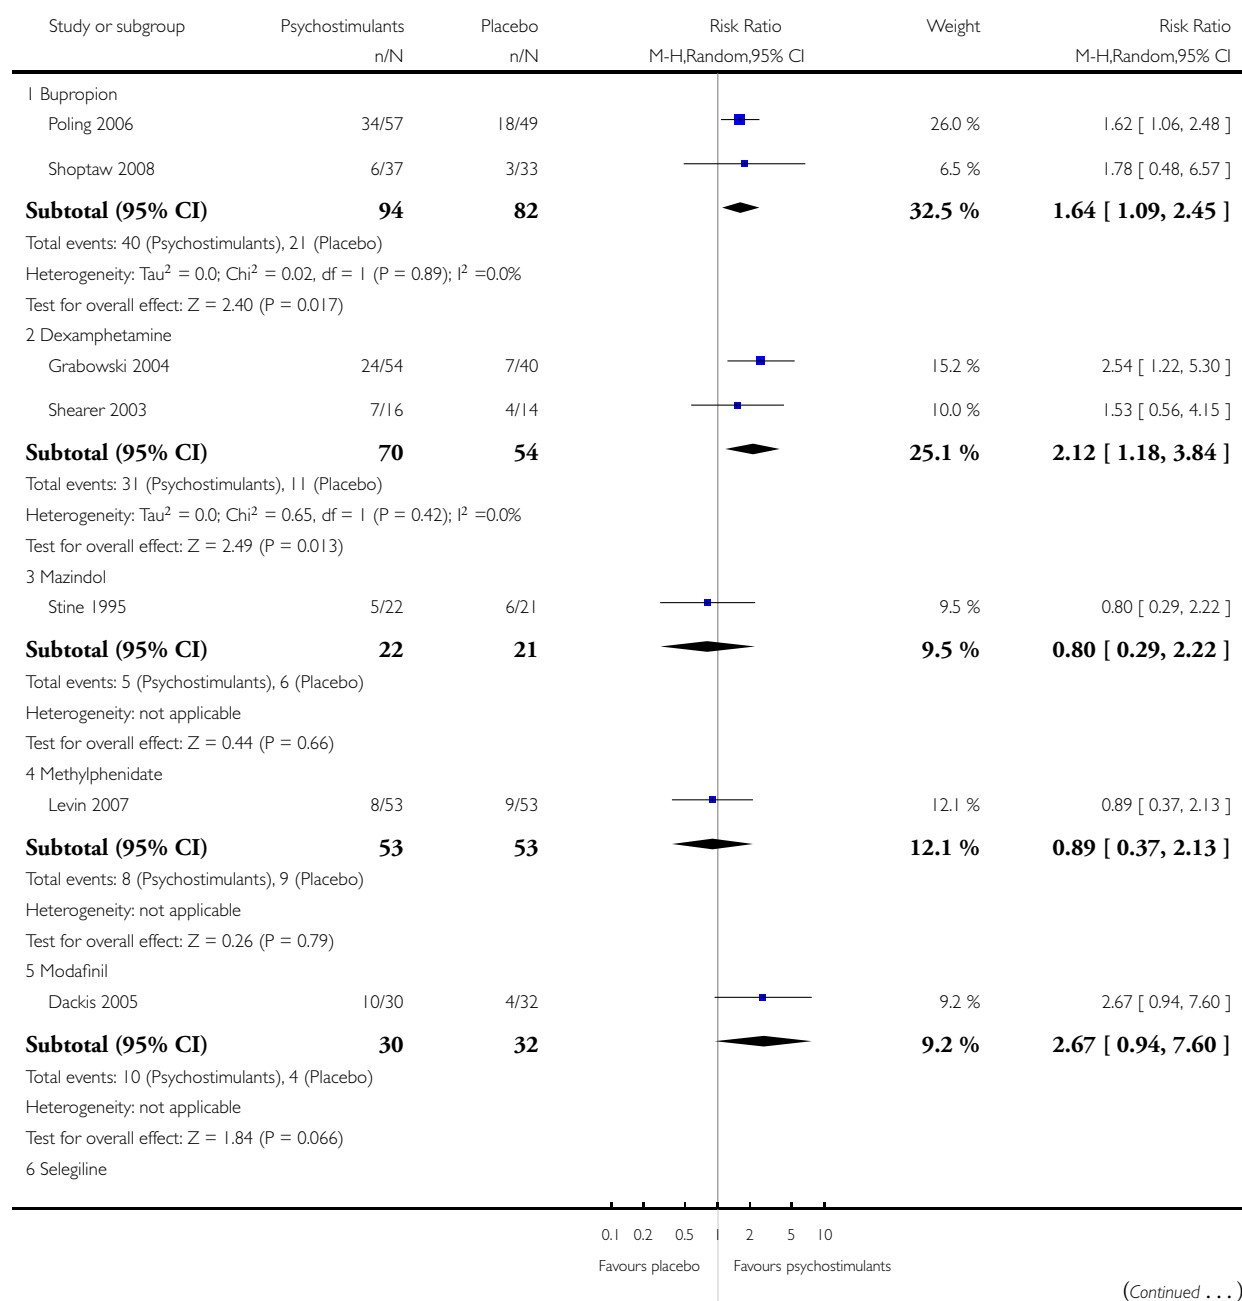 Study or subgroup Psychostimulants Placebo Risk Ratio Weight Risk Ratio
n/N n/N M-H,Random,95% CI M-H,Random,95% CI
1 Bupropion
Poling 2006 34/57 18/49 26.0 % 1.62 [ 1.06, 2.48 ]
Shoptaw 2008 6/37 3/33 6.5 % 1.78 [ 0.48, 6.57 ]
Subtotal (95% CI) 94 82 32.5 % 1.64 [ 1.09, 2.45 ]
Total events: 40 (Psychostimulants), 21 (Placebo)
Heterogeneity: Tau² = 0.0; Chi² = 0.02, df = 1 (P = 0.89); I² =0.0%
Test for overall effect: Z = 2.40 (P = 0.017)
2 Dexamphetamine
Grabowski 2004 24/54 7/40 15.2 % 2.54 [ 1.22, 5.30 ]
Shearer 2003 7/16 4/14 10.0 % 1.53 [ 0.56, 4.15 ]
Subtotal (95% CI) 70 54 25.1 % 2.12 [ 1.18, 3.84 ]
Total events: 31 (Psychostimulants), 11 (Placebo)
Heterogeneity: Tau² = 0.0; Chi² = 0.65, df = 1 (P = 0.42); I² =0.0%
Test for overall effect: Z = 2.49 (P = 0.013)
3 Mazindol
Stine 1995 5/22 6/21 9.5 % 0.80 [ 0.29, 2.22 ]
Subtotal (95% CI) 22 21 9.5 % 0.80 [ 0.29, 2.22 ]
Total events: 5 (Psychostimulants), 6 (Placebo)
Heterogeneity: not applicable
Test for overall effect: Z = 0.44 (P = 0.66)
4 Methylphenidate
Levin 2007 8/53 9/53 12.1 % 0.89 [ 0.37, 2.13 ]
Subtotal (95% CI) 53 53 12.1 % 0.89 [ 0.37, 2.13 ]
Total events: 8 (Psychostimulants), 9 (Placebo)
Heterogeneity: not applicable
Test for overall effect: Z = 0.26 (P = 0.79)
5 Modafinil
Dackis 2005 10/30 4/32 9.2 % 2.67 [ 0.94, 7.60 ]
Subtotal (95% CI) 30 32 9.2 % 2.67 [ 0.94, 7.60 ]
Total events: 10 (Psychostimulants), 4 (Placebo)
Heterogeneity: not applicable
Test for overall effect: Z = 1.84 (P = 0.066)
6 Selegiline
0.1 0.2 0.5 1 2 5 10
Favours placebo Favours psychostimulants
(Continued . . . )